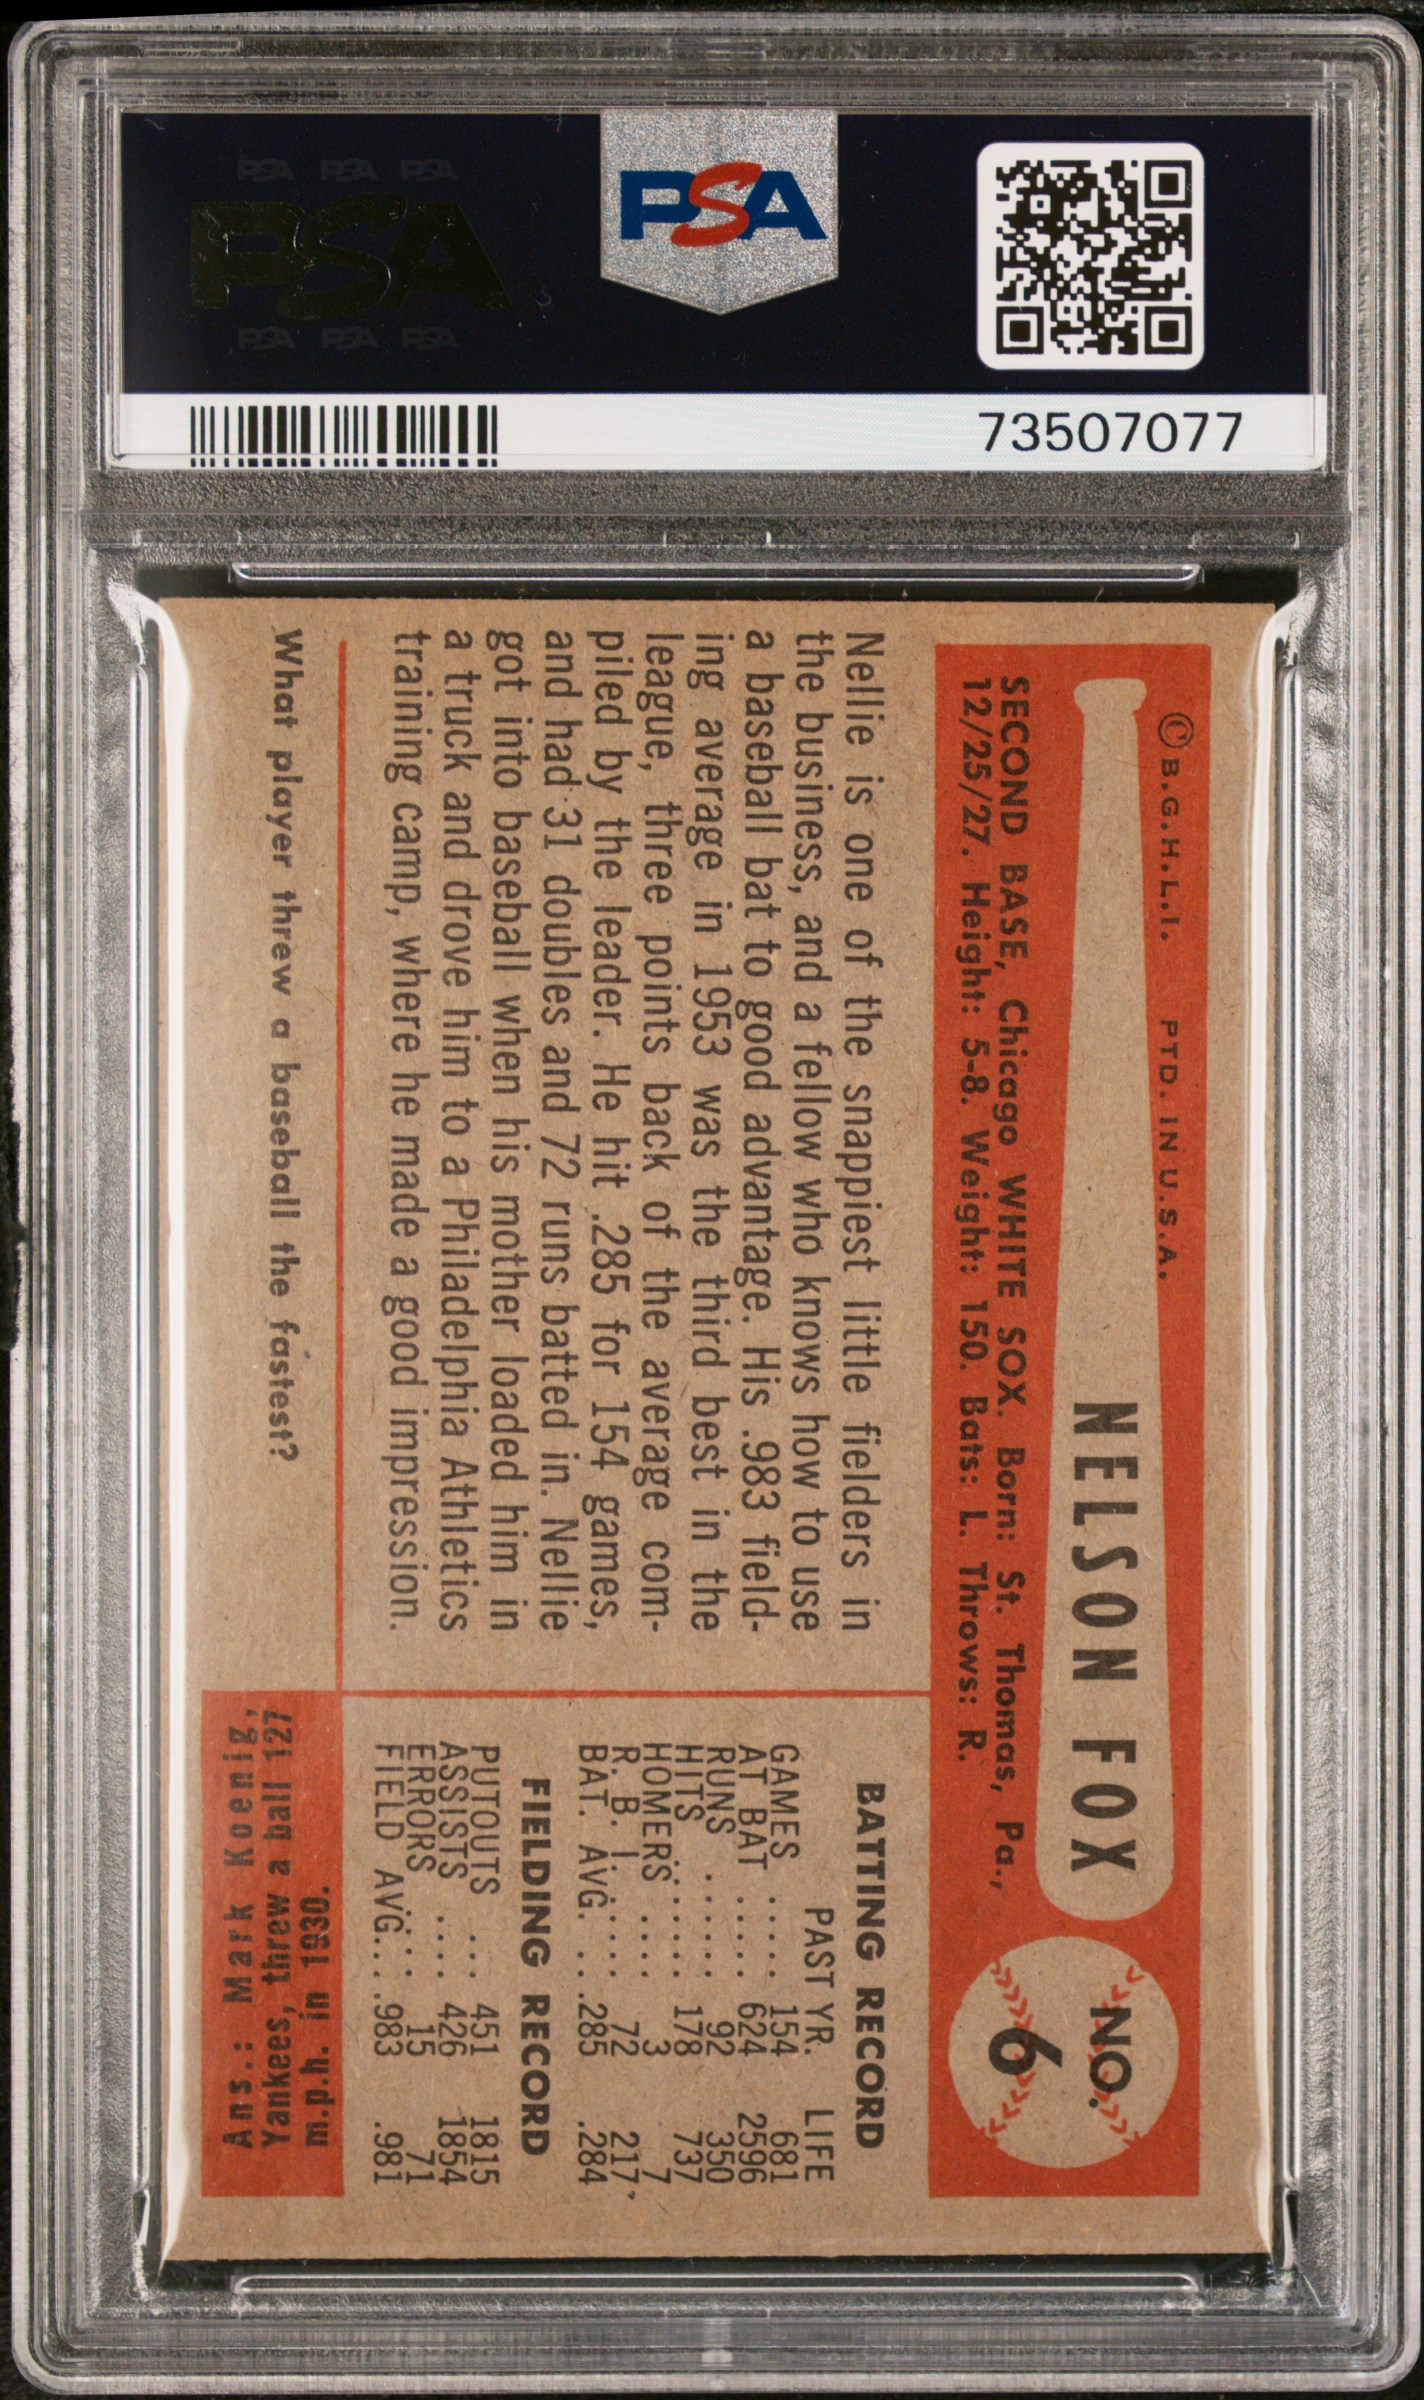 PSA PSA PSA
PSA
PSA PSA PSA
PSA
73507077
© B.G.H.L.I. PTD. IN U.S.A.
NELSON FOX
NO.
6
SECOND BASE, Chicago WHITE SOX. Born: St. Thomas, Pa.,
12/25/27. Height: 5-8. Weight: 150. Bats: L. Throws: R.
Nellie is one of the snappiest little fielders in
the business, and a fellow who knows how to use
a baseball bat to good advantage. His .983 field-
ing average in 1953 was the third best in the
league, three points back of the average com-
piled by the leader. He hit .285 for 154 games,
and had 31 doubles and 72 runs batted in. Nellie
got into baseball when his mother loaded him in
a truck and drove him to a Philadelphia Athletics
training camp, where he made a good impression.
BATTING RECORD
PAST YR. LIFE
GAMES ..... 154 681
AT BAT ..... 624 2596
RUNS ...... 92 350
HITS ...... 178 737
HOMERS .... 3 7
R. B. I. .... 72 217
BAT. AVG. .. .285 .284
FIELDING RECORD
PUTOUTS ... 451 1815
ASSISTS .... 426 1854
ERRORS .... 15 71
FIELD AVG... .983 .981
What player threw a baseball the fastest?
Ans.: Mark Koenig,
Yankees, threw a ball 127
m.p.h. in 1930.